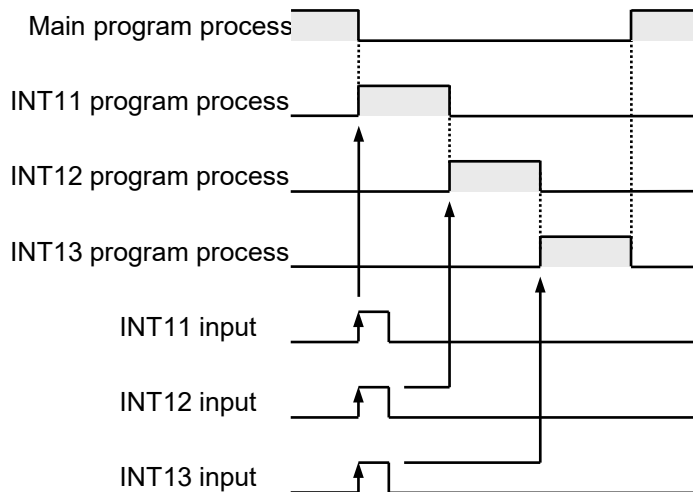 Main program process
INT11 program process
INT12 program process
INT13 program process
INT11 input
INT12 input
INT13 input